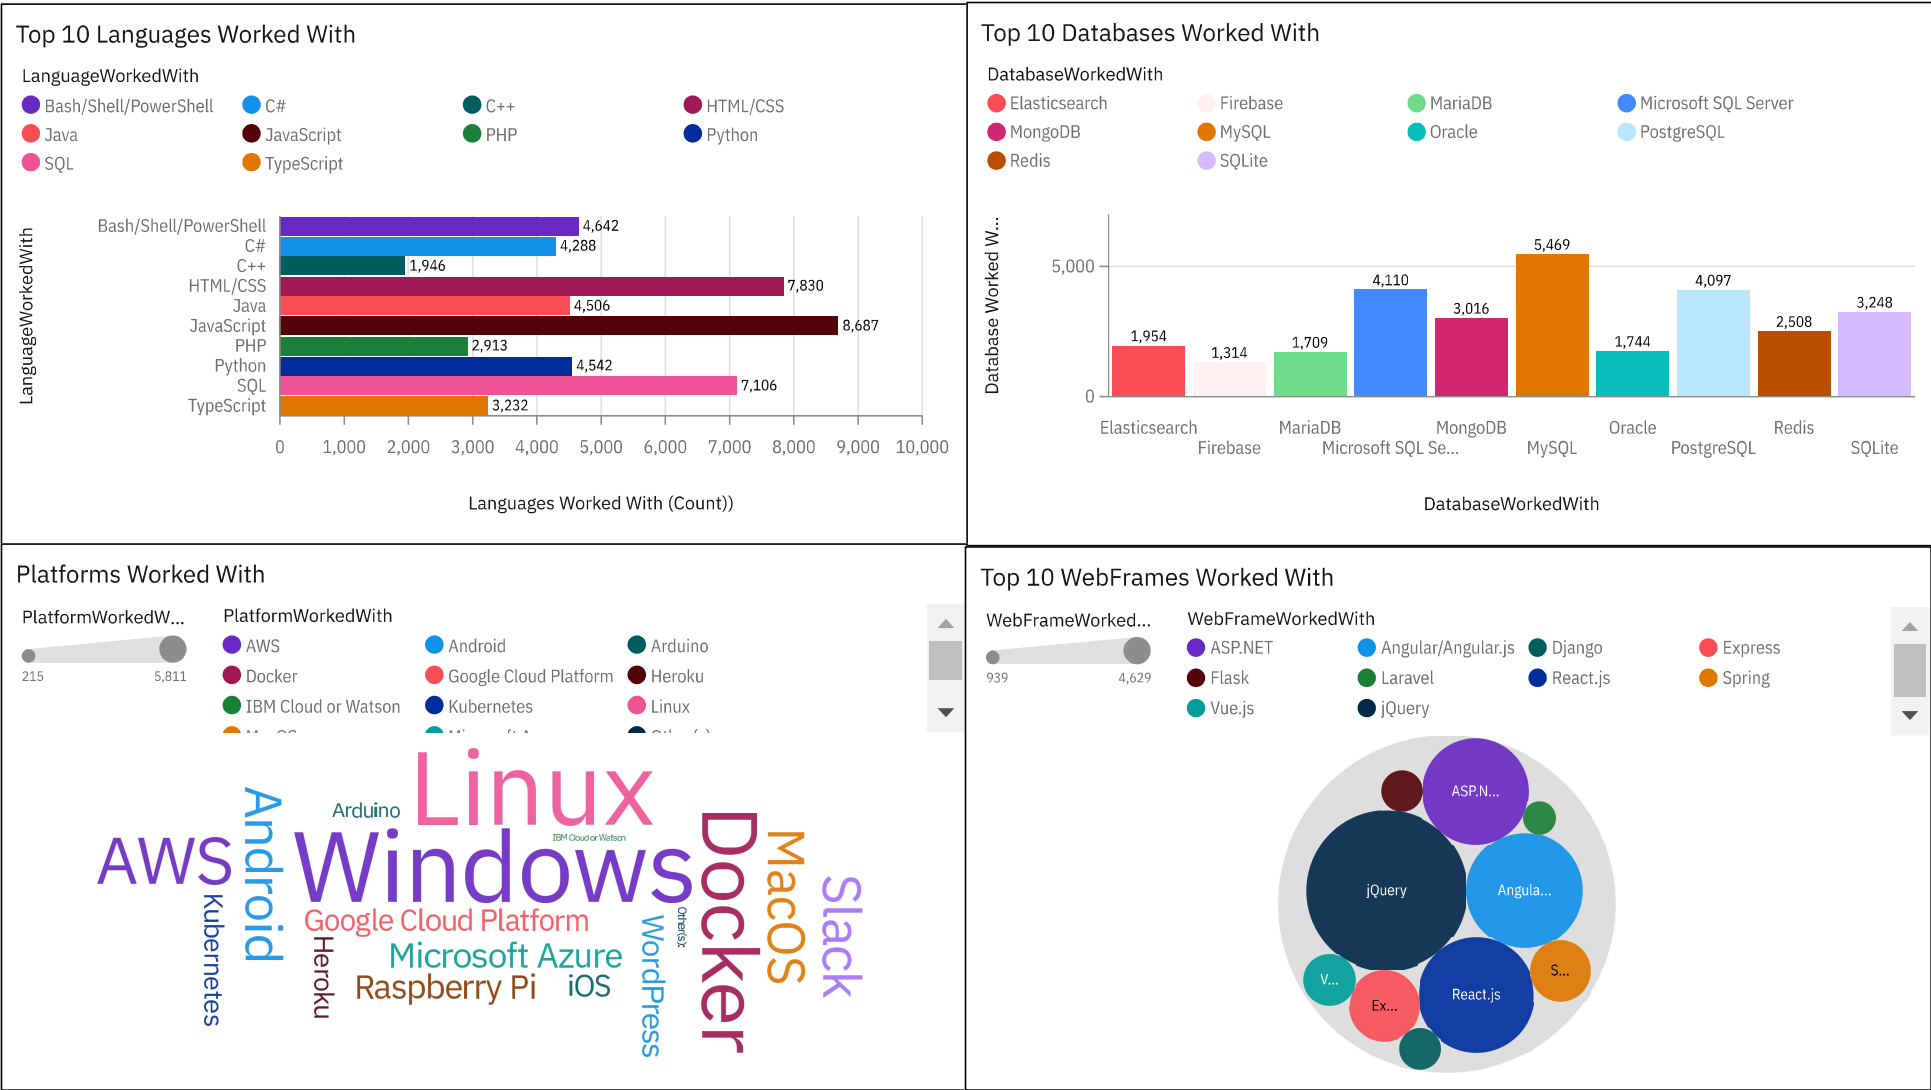 Top 10 Languages Worked With
LanguageWorkedWith
Bash/Shell/PowerShell C# C++ HTML/CSS
Java JavaScript PHP Python
SQL TypeScript
LanguageWorkedWith
Bash/Shell/PowerShell 4,642
C# 4,288
C++ 1,946
HTML/CSS 7,830
Java 4,506
JavaScript 8,687
PHP 2,913
Python 4,542
SQL 7,106
TypeScript 3,232
0 1,000 2,000 3,000 4,000 5,000 6,000 7,000 8,000 9,000 10,000
Languages Worked With (Count))
Top 10 Databases Worked With
DatabaseWorkedWith
Elasticsearch Firebase MariaDB Microsoft SQL Server
MongoDB MySQL Oracle PostgreSQL
Redis SQLite
Database Worked W...
5,000
0
1,954 1,314 1,709 4,110 3,016 5,469 1,744 4,097 2,508 3,248
Elasticsearch MariaDB MongoDB Oracle Redis
Firebase Microsoft SQL Se... MySQL PostgreSQL SQLite
DatabaseWorkedWith
Platforms Worked With
PlatformWorkedW...
215 5,811
PlatformWorkedWith
AWS Android Arduino
Docker Google Cloud Platform Heroku
IBM Cloud or Watson Kubernetes Linux
Linux
Arduino
Android
IBM Cloud or Watson
AWS
Windows
Docker
MacOS
Slack
Kubernetes
Google Cloud Platform
Other(s):
WordPress
Heroku
Microsoft Azure
Raspberry Pi
iOS
Top 10 WebFrames Worked With
WebFrameWorked...
939 4,629
WebFrameWorkedWith
ASP.NET Angular/Angular.js Django Express
Flask Laravel React.js Spring
Vue.js jQuery
ASP.N...
jQuery
Angula...
V...
S...
Ex...
React.js